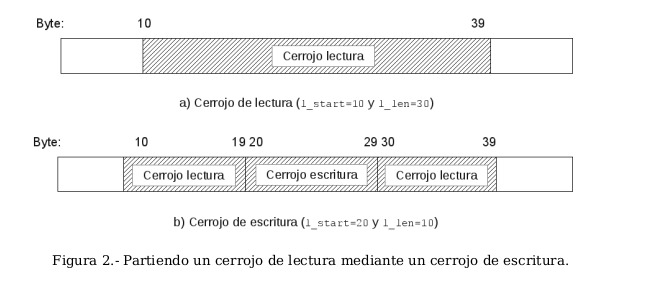 Byte: 10 39
Cerrojo lectura
a) Cerrojo de lectura (l_start=10 y l_len=30)
Byte: 10 19 20 29 30 39
Cerrojo lectura Cerrojo escritura Cerrojo lectura
b) Cerrojo de escritura (l_start=20 y l_len=10)
Figura 2.- Partiendo un cerrojo de lectura mediante un cerrojo de escritura.